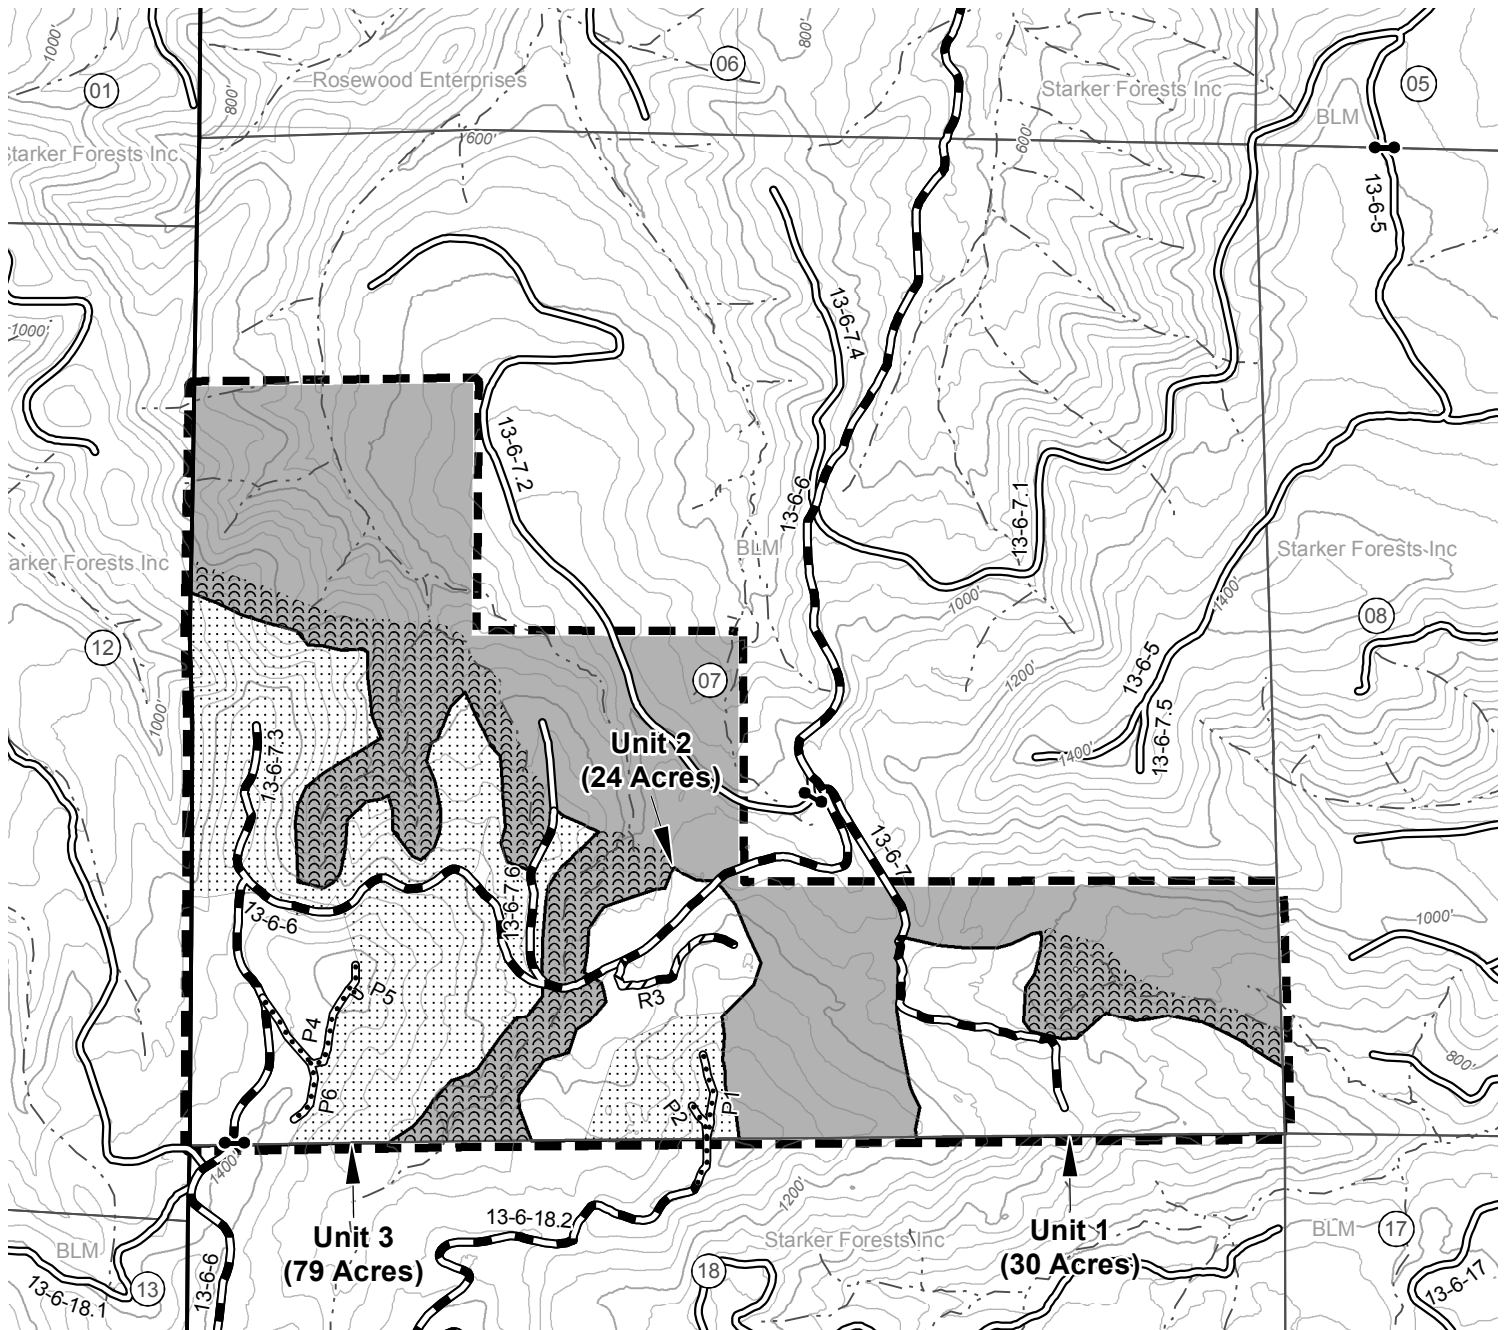 1000'
01
800'
Rosewood Enterprises
06
800'
Starker Forests Inc
05
BLM
Starker Forests Inc
600'
600'
13-6-5
1000'
13-6-7.4
13-6-7.2
13-6-6
13-6-7.1
arker Forests Inc
BLM
Starker Forests Inc
1000'
1400'
08
12
07
1200'
13-6-5
1000'
13-6-7.3
Unit 2
(24 Acres)
1400'
13-6-7.5
13-6-7
13-6-7.6
13-6-6
1000'
P5
R3
P4
800'
P6
P2
P1
1400'
1200'
Unit 3
(79 Acres)
13-6-18.2
Starker Forests Inc
Unit 1
(30 Acres)
BLM
17
BLM
13
18
13-6-18.1
13-6-6
13-6-17